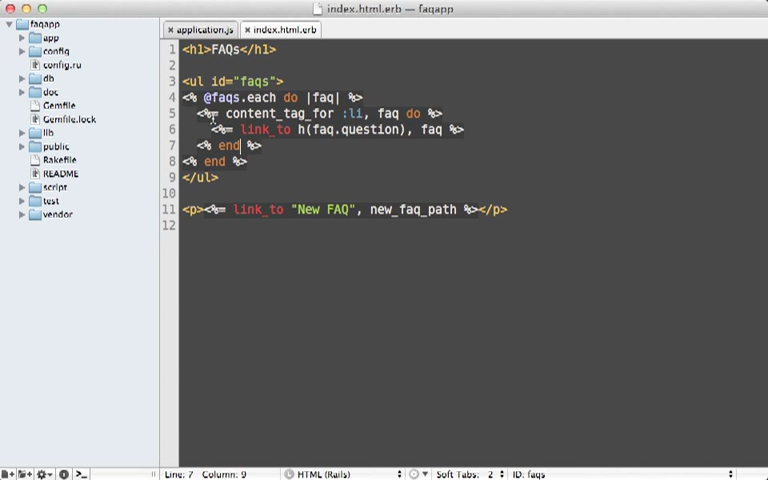 index.html.erb — faqapp
faqapp
app
config
config.ru
db
doc
Gemfile
Gemfile.lock
lib
public
Rakefile
README
script
test
vendor
application.js
index.html.erb
1 <h1>FAQs</h1>
2
3 <ul id="faqs">
4 <% @faqs.each do |faq| %>
5 <%= content_tag_for :li, faq do %>
6 <%= link_to h(faq.question), faq %>
7 <% end %>
8 <% end %>
9 </ul>
10
11 <p><%= link_to "New FAQ", new_faq_path %></p>
12
Line: 7 Column: 9 HTML (Rails) Soft Tabs: 2 ID: faqs